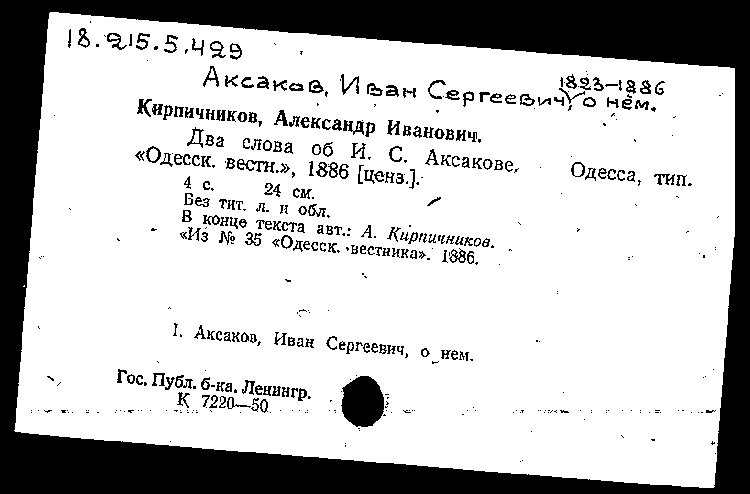 18.215.5.429
1823-1886
Аксаков, Иван Сергеевич, о нём.
Кирпичников, Александр Иванович.
Два слова об И. С. Аксакове. Одесса, тип.
«Одесск. вестн.», 1886 [ценз.].
4 с. 24 см.
Без тит. л. и обл.
В конце текста авт.: А. Кирпичников.
«Из № 35 «Одесск. вестника». 1886.
I. Аксаков, Иван Сергеевич, о нем.
Гос. Публ. б-ка. Ленингр.
К 7220—50